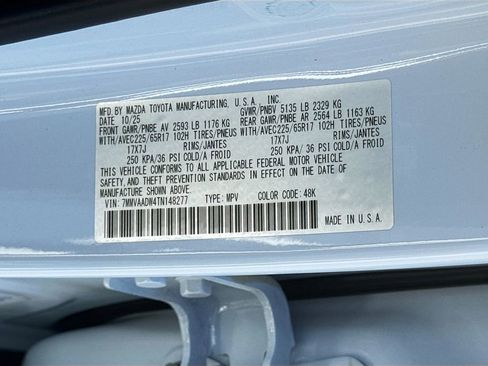 MFD.BY MAZDA TOYOTA MANUFACTURING, U.S.A., INC.
DATE 10/25 GVWR/PNBV 5135 LB 2329 KG
FRONT GAWR/PNBE AV 2593 LB 1176 KG REAR GAWR/PNBE AR 2564 LB 1163 KG
WITH/AVEC225/65R17 102H TIRES/PNEUS WITH/AVEC225/65R17 102H TIRES/PNEUS
17X7J RIMS/JANTES 17X7J RIMS/JANTES
250 KPA/36 PSI COLD/A FROID 250 KPA/36 PSI COLD/A FROID
THIS VEHICLE CONFORMS TO ALL APPLICABLE FEDERAL MOTOR VEHICLE
SAFETY AND THEFT PREVENTION STANDARDS IN EFFECT ON THE DATE OF
MANUFACTURE SHOWN ABOVE.
VIN: 7MMVAADW4TN148277 TYPE: MPV COLOR CODE: 48K
MADE IN U.S.A.